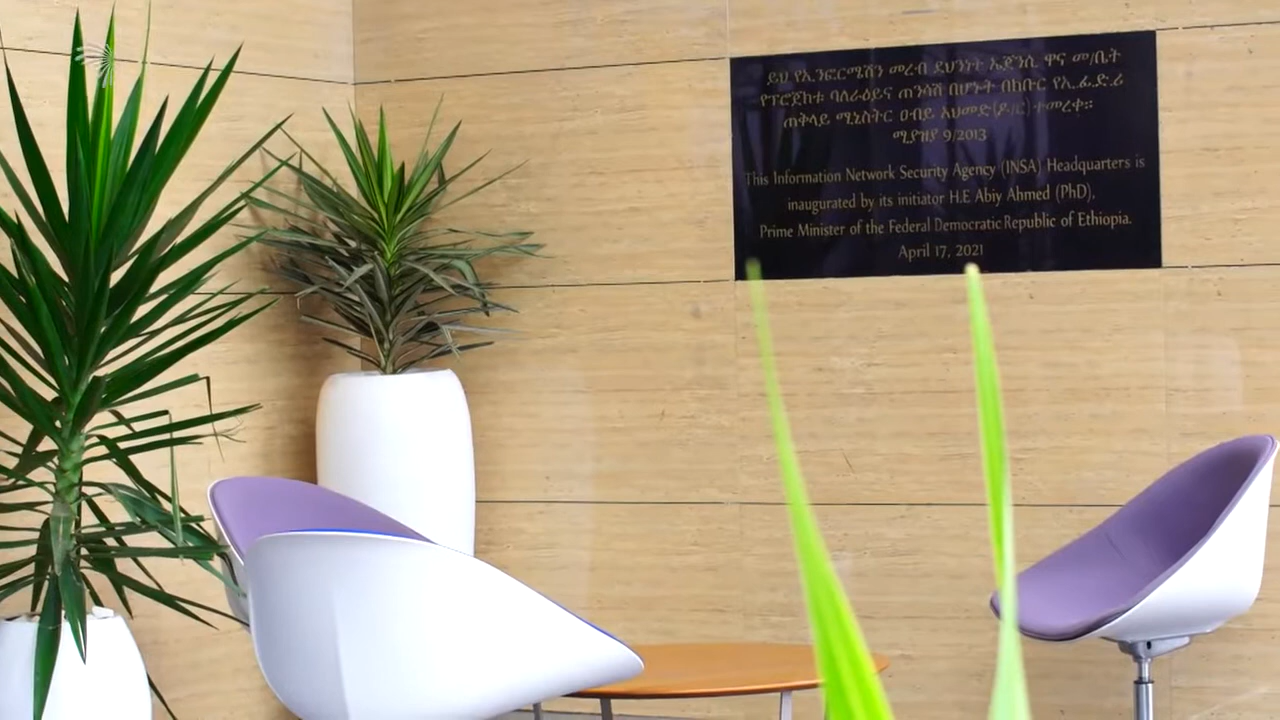 ይህ የኢንፎርሜሽን መረብ ደህንነት ኤጀንሲ ዋና መ/ቤት
የፕሮጀክቱ ባለራዕይና ጠንሳሽ በሆኑት በክቡር የኢ.ፌ.ዴ.ሪ
ጠቅላይ ሚኒስትር ዐብይ አህመድ(ዶ/ር) ተመረቀ።
ሚያዝያ 9/2013
This Information Network Security Agency (INSA) Headquarters is
inaugurated by its initiator H.E Abiy Ahmed (PhD),
Prime Minister of the Federal Democratic Republic of Ethiopia.
April 17, 2021